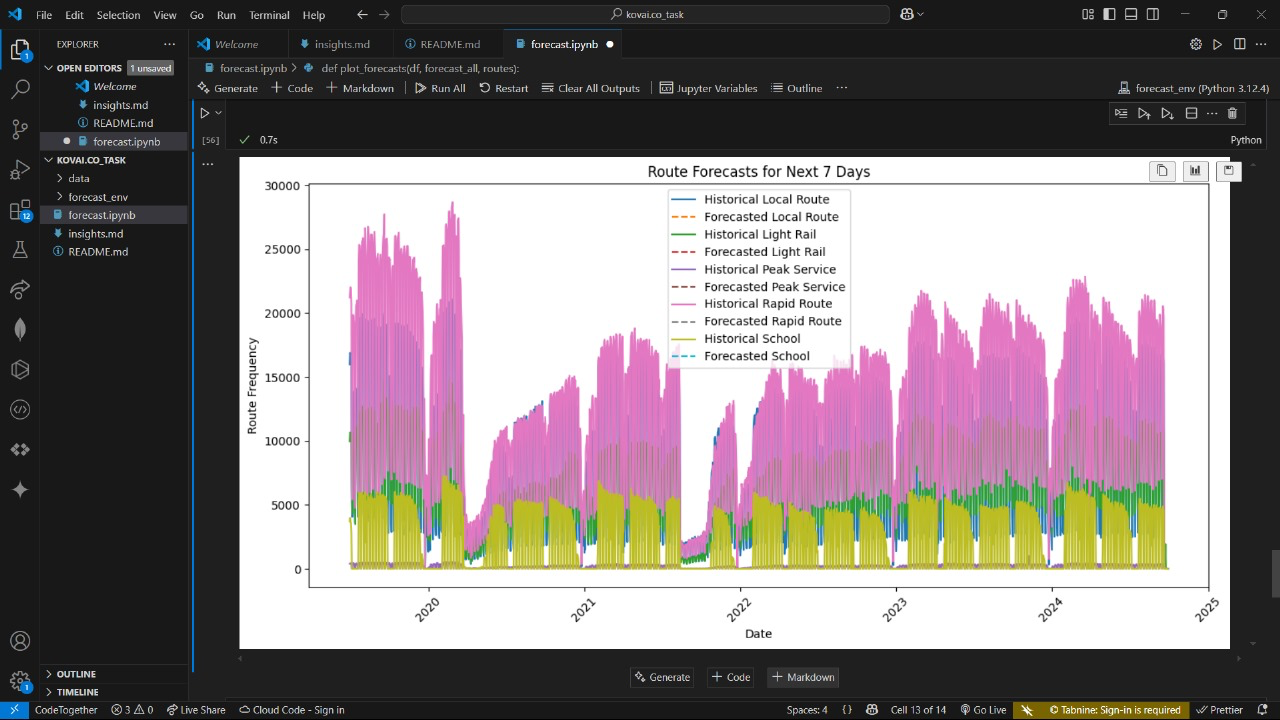 File Edit Selection View Go Run Terminal Help
kovai.co_task
EXPLORER
OPEN EDITORS 1 unsaved
Welcome
insights.md
README.md
forecast.ipynb
KOVAI.CO_TASK
data
forecast_env
forecast.ipynb
insights.md
README.md
OUTLINE
TIMELINE
1
12
1
Welcome insights.md README.md forecast.ipynb
forecast.ipynb > def plot_forecasts(df, forecast_all, routes):
Generate + Code + Markdown Run All Restart Clear All Outputs Jupyter Variables Outline ... forecast_env (Python 3.12.4)
[56] 0.7s Python
Route Forecasts for Next 7 Days
Historical Local Route
Forecasted Local Route
Historical Light Rail
Forecasted Light Rail
Historical Peak Service
Forecasted Peak Service
Historical Rapid Route
Forecasted Rapid Route
Historical School
Forecasted School
Route Frequency
30000
25000
20000
15000
10000
5000
0
2020 2021 2022 2023 2024 2025
Date
Generate + Code + Markdown
CodeTogether 3 0 Live Share Cloud Code - Sign in Spaces: 4 {} Cell 13 of 14 Go Live Tabnine: Sign-in is required Prettier